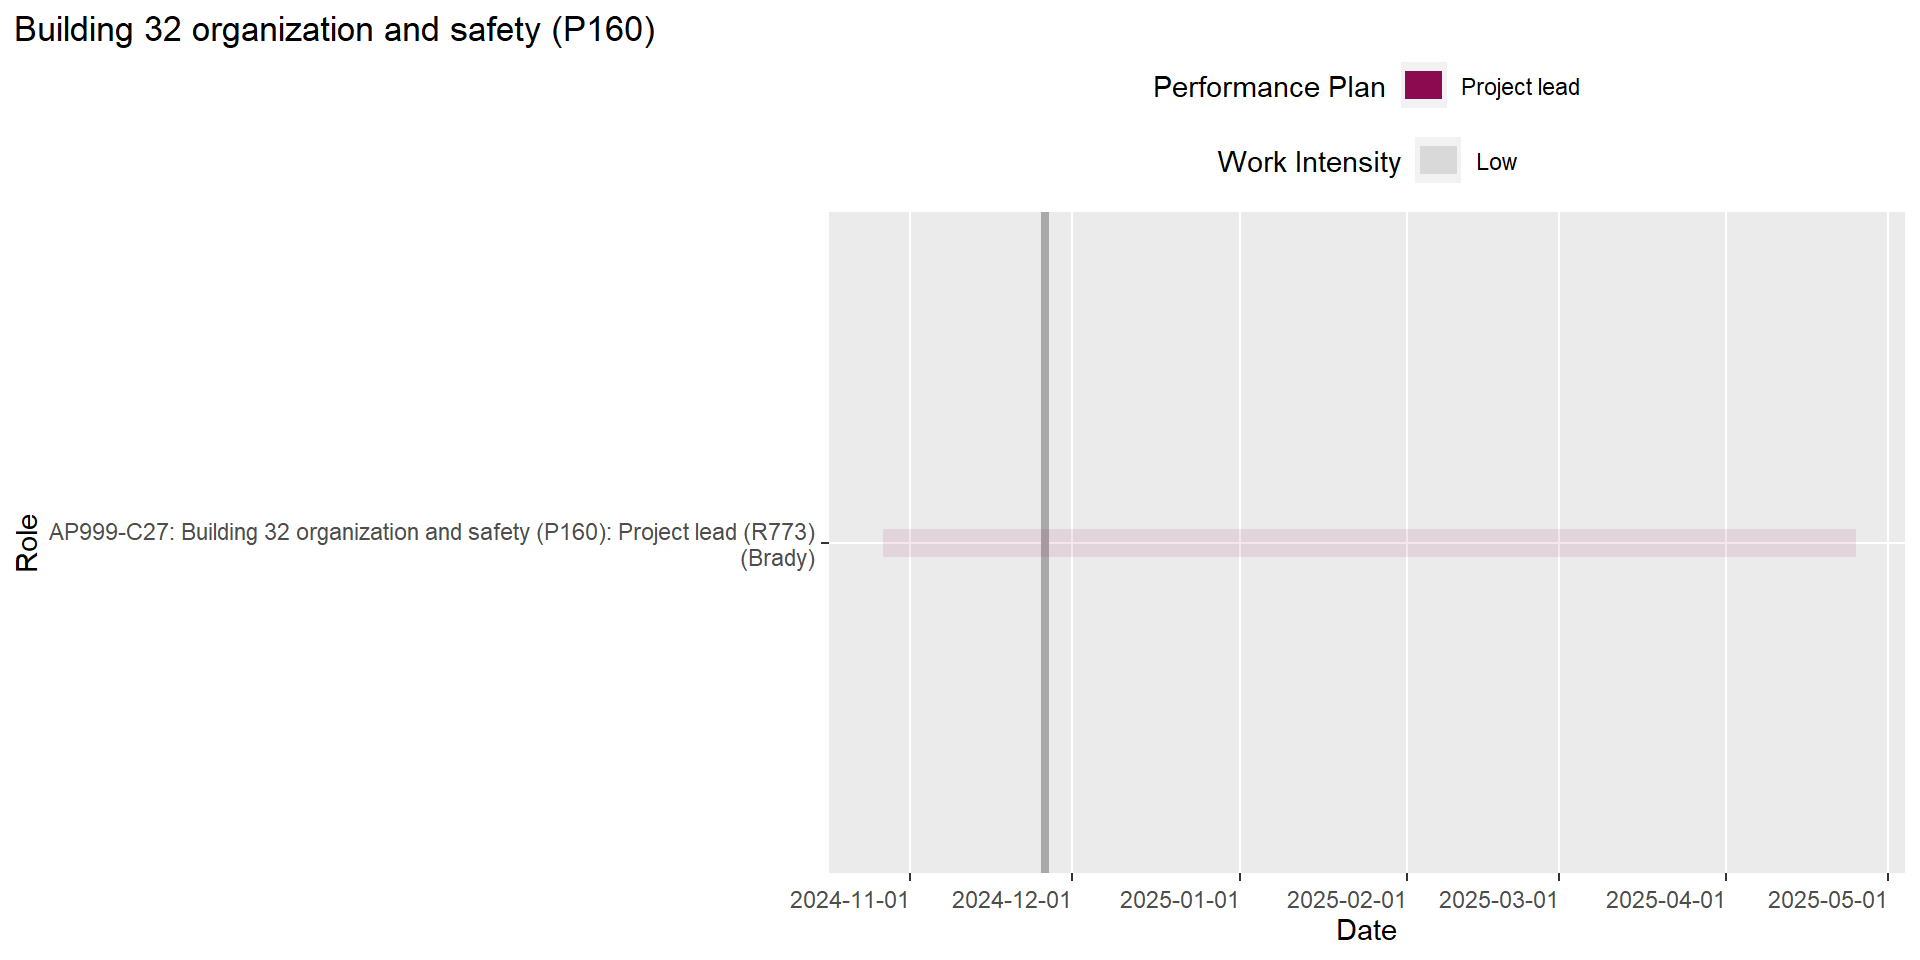 Building 32 organization and safety (P160)
Performance Plan
Project lead
Work Intensity
Low
Role
AP999-C27: Building 32 organization and safety (P160): Project lead (R773)
(Brady)
2024-11-01
2024-12-01
2025-01-01
2025-02-01
2025-03-01
2025-04-01
2025-05-01
Date